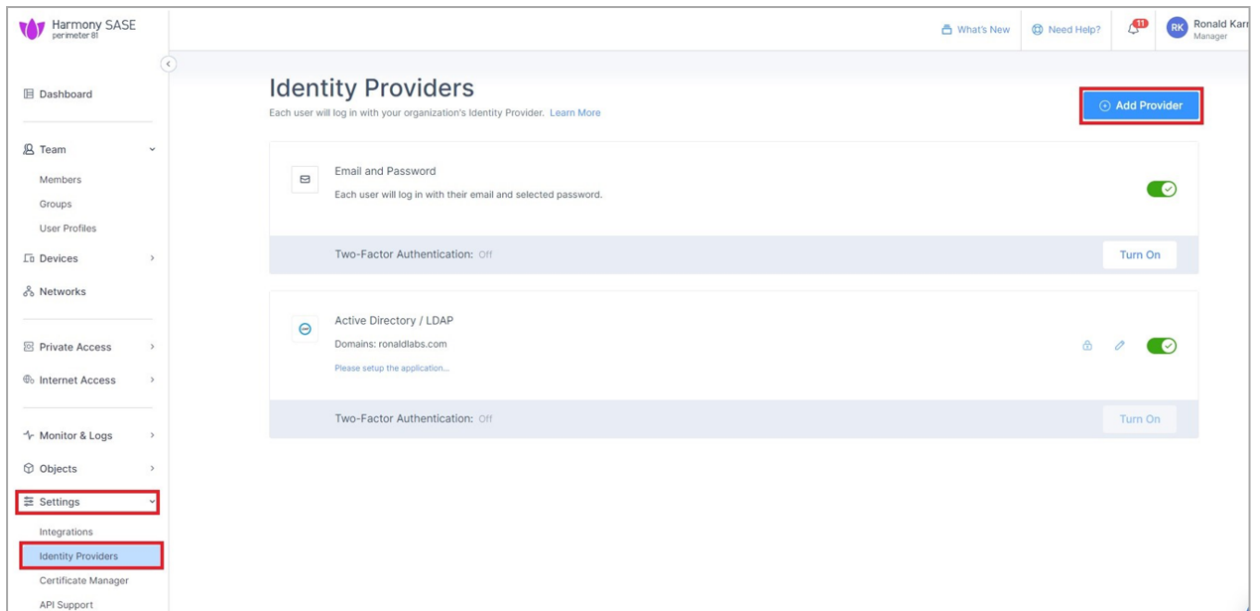 Harmony SASE
perimeter 81
What's New
Need Help?
11
RK
Ronald Karr
Manager
Dashboard
Team
Members
Groups
User Profiles
Devices
Networks
Private Access
Internet Access
Monitor & Logs
Objects
Settings
Integrations
Identity Providers
Certificate Manager
API Support
Identity Providers
Each user will log in with your organization's Identity Provider. Learn More
Add Provider
Email and Password
Each user will log in with their email and selected password.
Two-Factor Authentication: Off
Turn On
Active Directory / LDAP
Domains: ronaldlabs.com
Please setup the application...
Two-Factor Authentication: Off
Turn On